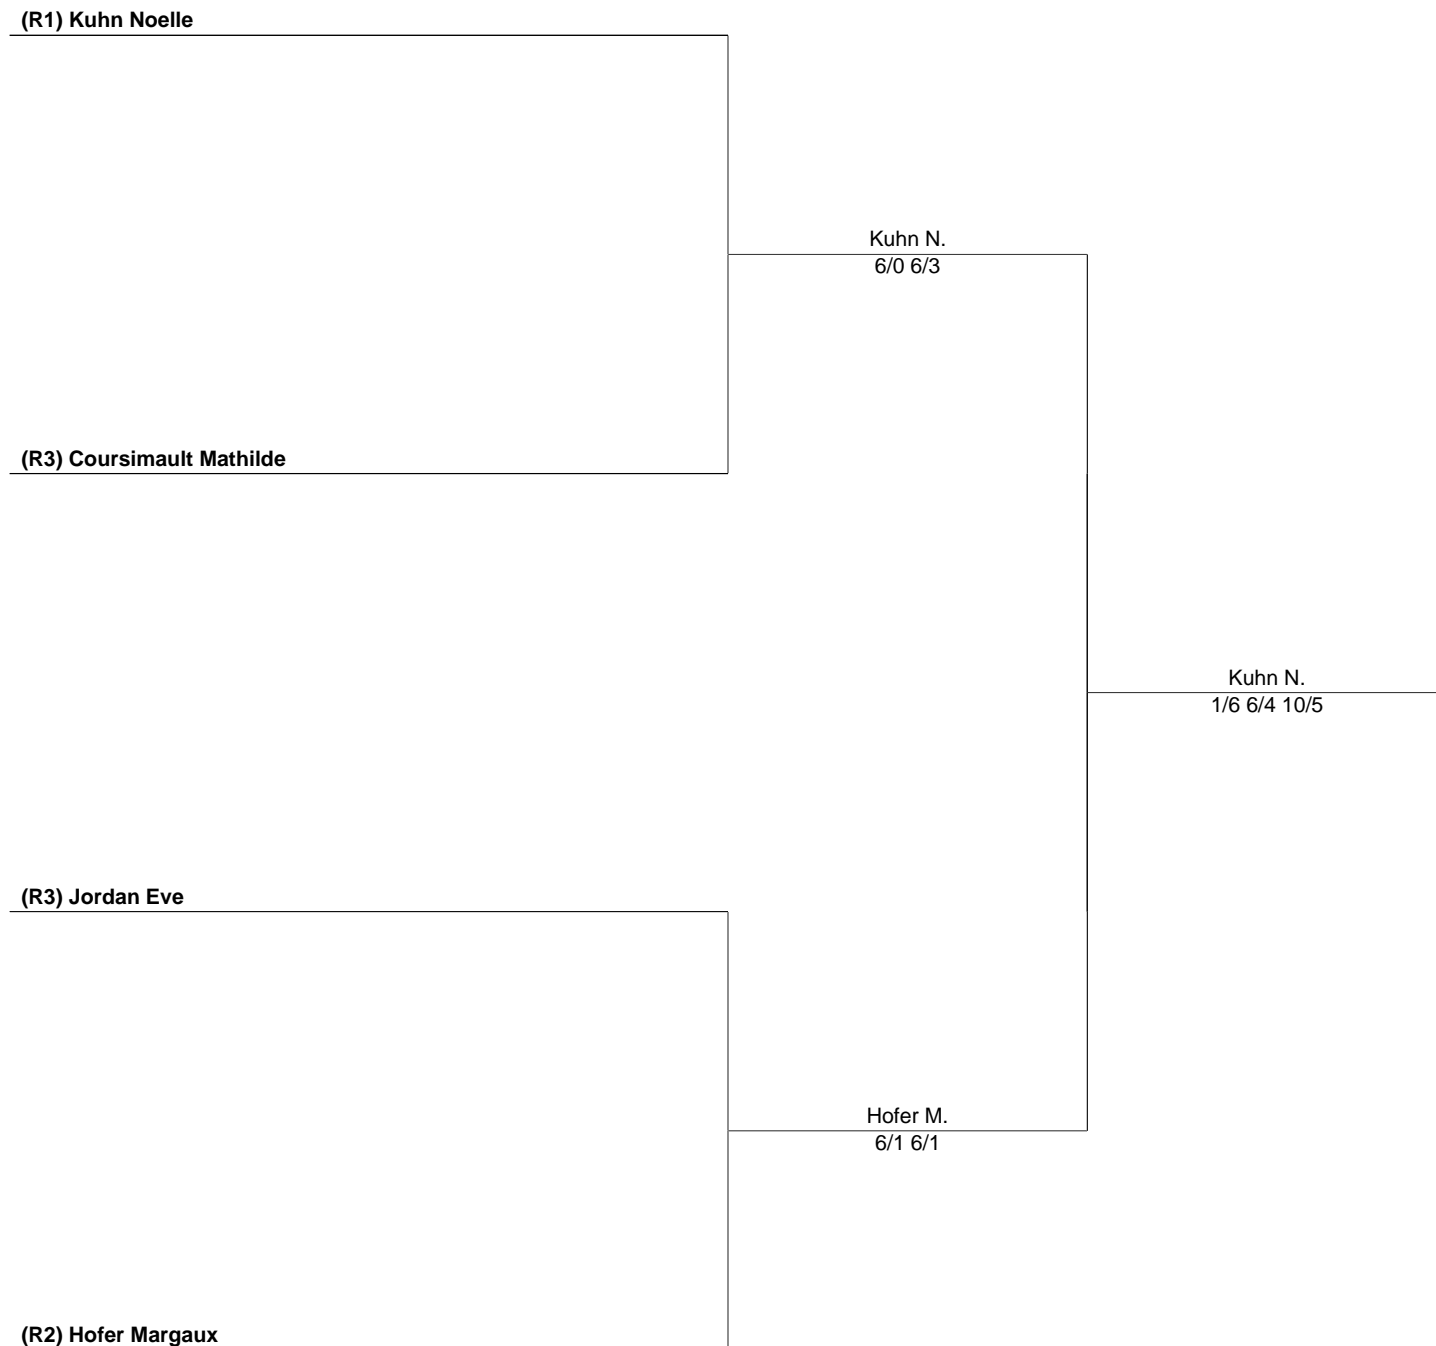 (R1) Kuhn Noelle
Kuhn N.
6/0 6/3
(R3) Coursimault Mathilde
Kuhn N.
1/6 6/4 10/5
(R3) Jordan Eve
Hofer M.
6/1 6/1
(R2) Hofer Margaux